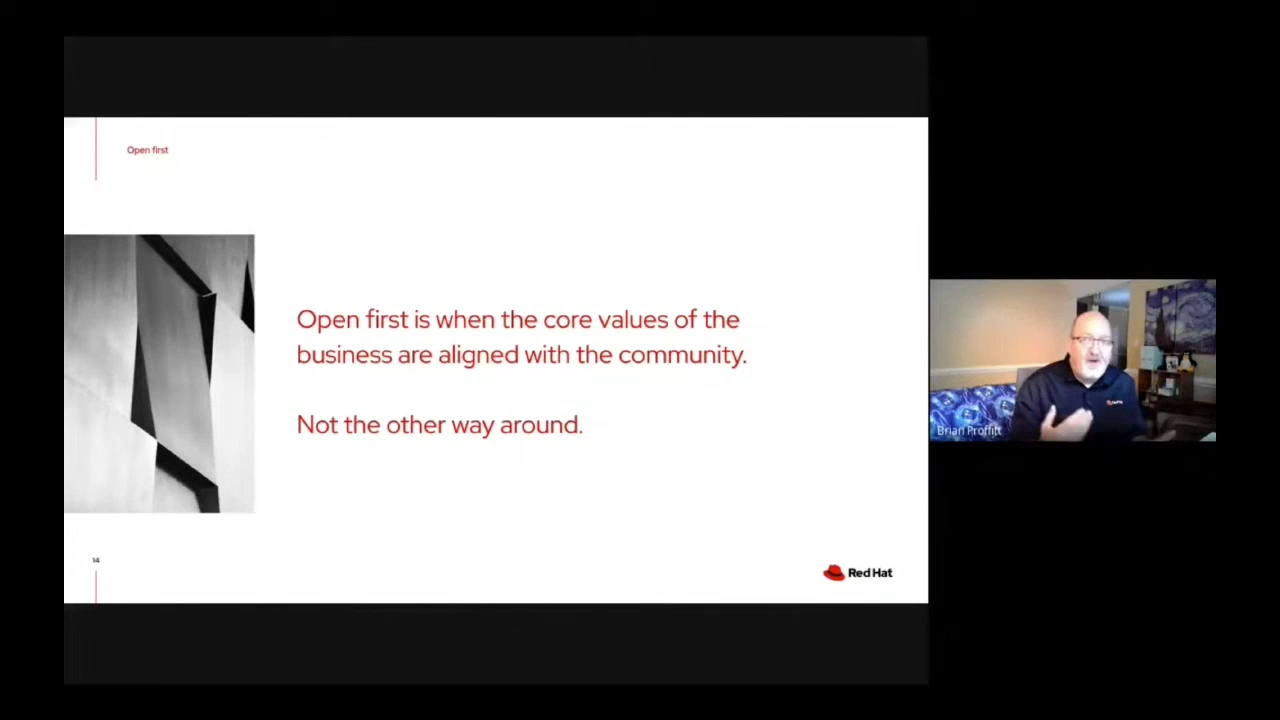 Open first
Open first is when the core values of the
business are aligned with the community.
Not the other way around.
14
Red Hat
Brian Proffitt